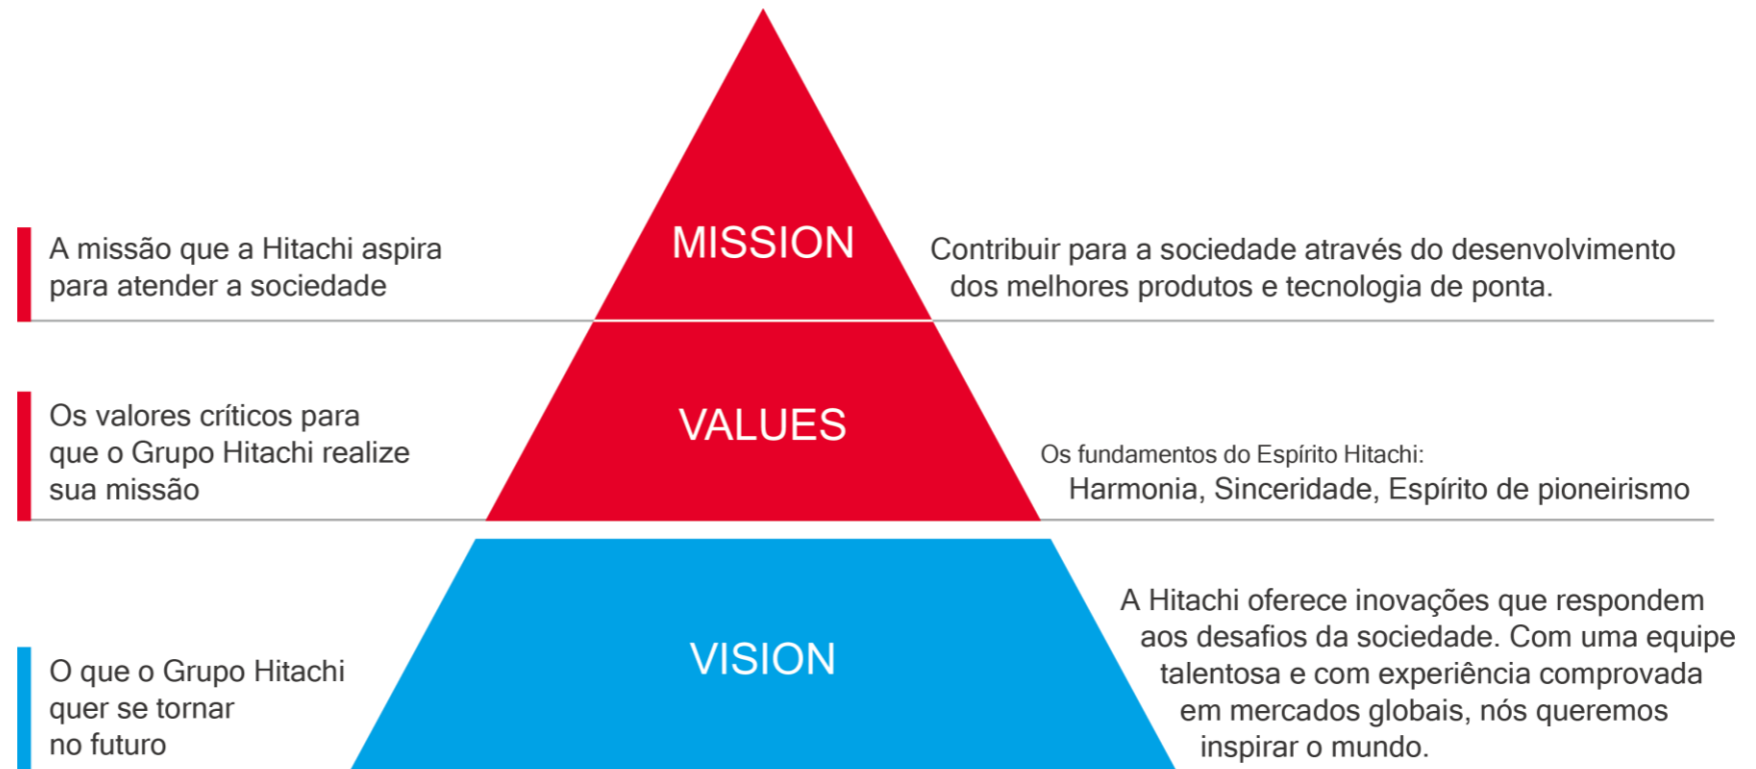 A missão que a Hitachi aspira
para atender a sociedade
MISSION
Contribuir para a sociedade através do desenvolvimento
dos melhores produtos e tecnologia de ponta.
Os valores críticos para
que o Grupo Hitachi realize
sua missão
VALUES
Os fundamentos do Espírito Hitachi:
Harmonia, Sinceridade, Espírito de pioneirismo
O que o Grupo Hitachi
quer se tornar
no futuro
VISION
A Hitachi oferece inovações que respondem
aos desafios da sociedade. Com uma equipe
talentosa e com experiência comprovada
em mercados globais, nós queremos
inspirar o mundo.